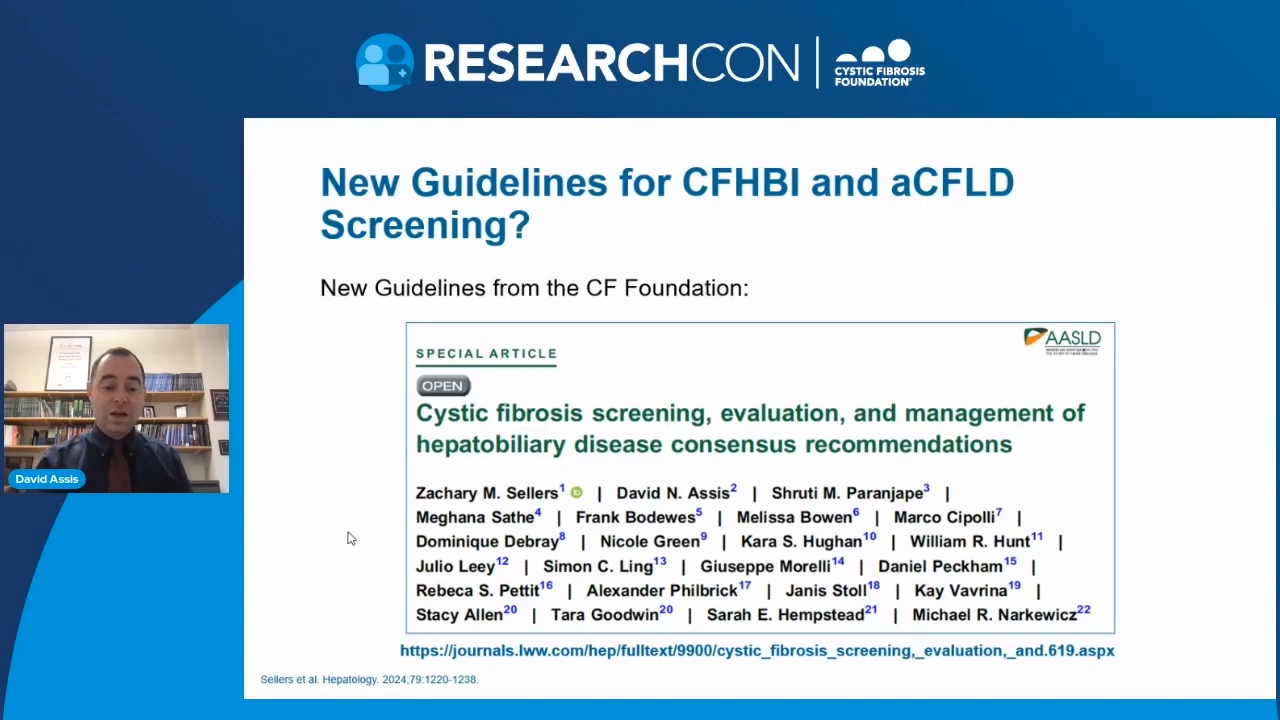 RESEARCHCON
CYSTIC FIBROSIS
FOUNDATION
New Guidelines for CFHBI and aCFLD
Screening?
New Guidelines from the CF Foundation:
AASLD
SPECIAL ARTICLE
OPEN
Cystic fibrosis screening, evaluation, and management of
hepatobiliary disease consensus recommendations
Zachary M. Sellers1 iD | David N. Assis2 | Shruti M. Paranjape3 |
Meghana Sathe4 | Frank Bodewes5 | Melissa Bowen6 | Marco Cipolli7 |
Dominique Debray8 | Nicole Green9 | Kara S. Hughan10 | William R. Hunt11 |
Julio Leey12 | Simon C. Ling13 | Giuseppe Morelli14 | Daniel Peckham15 |
Rebeca S. Pettit16 | Alexander Philbrick17 | Janis Stoll18 | Kay Vavrina19 |
Stacy Allen20 | Tara Goodwin20 | Sarah E. Hempstead21 | Michael R. Narkewicz22
https://journals.lww.com/hep/fulltext/9900/cystic_fibrosis_screening,_evaluation,_and.619.aspx
Sellers et al. Hepatology. 2024;79:1220-1238.
David Assis